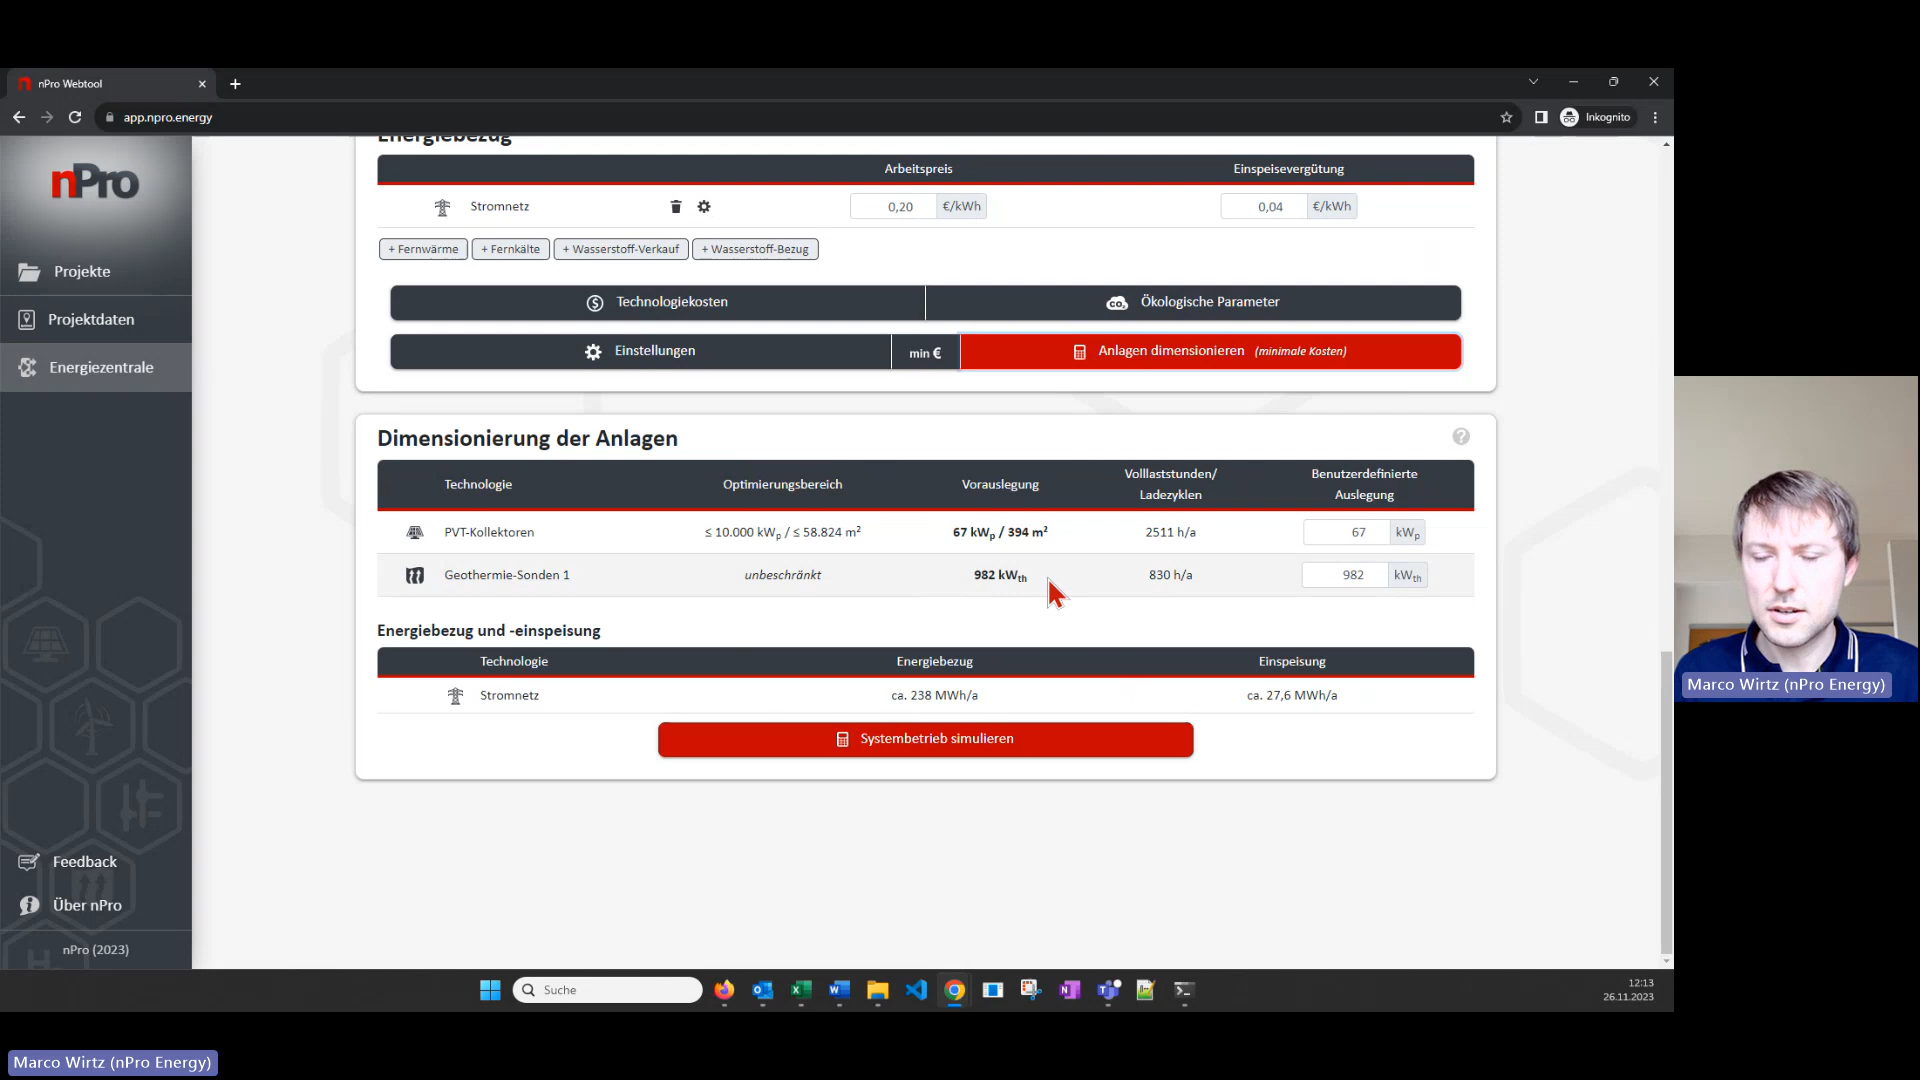 nPro Webtool
app.npro.energy
Inkognito
nPro
Projekte
Projektdaten
Energiezentrale
Feedback
Über nPro
nPro (2023)
Energiebezug
Arbeitspreis
Einspeisevergütung
Stromnetz
0,20 €/kWh
0,04 €/kWh
+ Fernwärme
+ Fernkälte
+ Wasserstoff-Verkauf
+ Wasserstoff-Bezug
Technologiekosten
CO₂ Ökologische Parameter
Einstellungen
min €
Anlagen dimensionieren (minimale Kosten)
Dimensionierung der Anlagen
Technologie
Optimierungsbereich
Vorauslegung
Volllaststunden/
Ladezyklen
Benutzerdefinierte
Auslegung
PVT-Kollektoren
≤ 10.000 kWp / ≤ 58.824 m²
67 kWp / 394 m²
2511 h/a
67 kWp
Geothermie-Sonden 1
unbeschränkt
982 kWth
830 h/a
982 kWth
Energiebezug und -einspeisung
Technologie
Energiebezug
Einspeisung
Stromnetz
ca. 238 MWh/a
ca. 27,6 MWh/a
Systembetrieb simulieren
Marco Wirtz (nPro Energy)
Suche
12:13
26.11.2023
Marco Wirtz (nPro Energy)